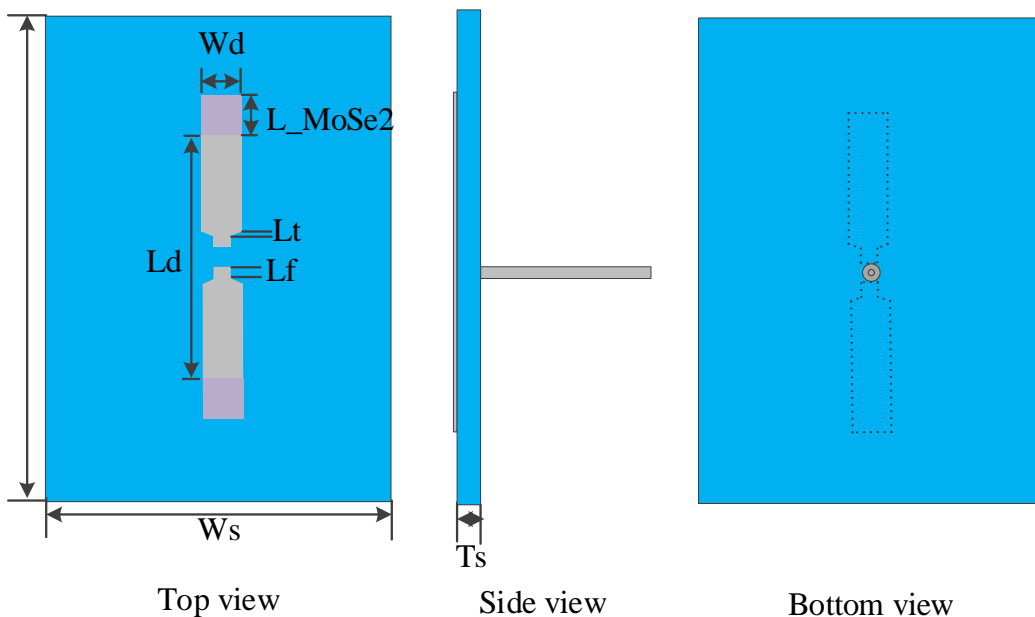 Wd
L_MoSe2
Lt
Ld
Lf
Ws
Ts
Top view
Side view
Bottom view